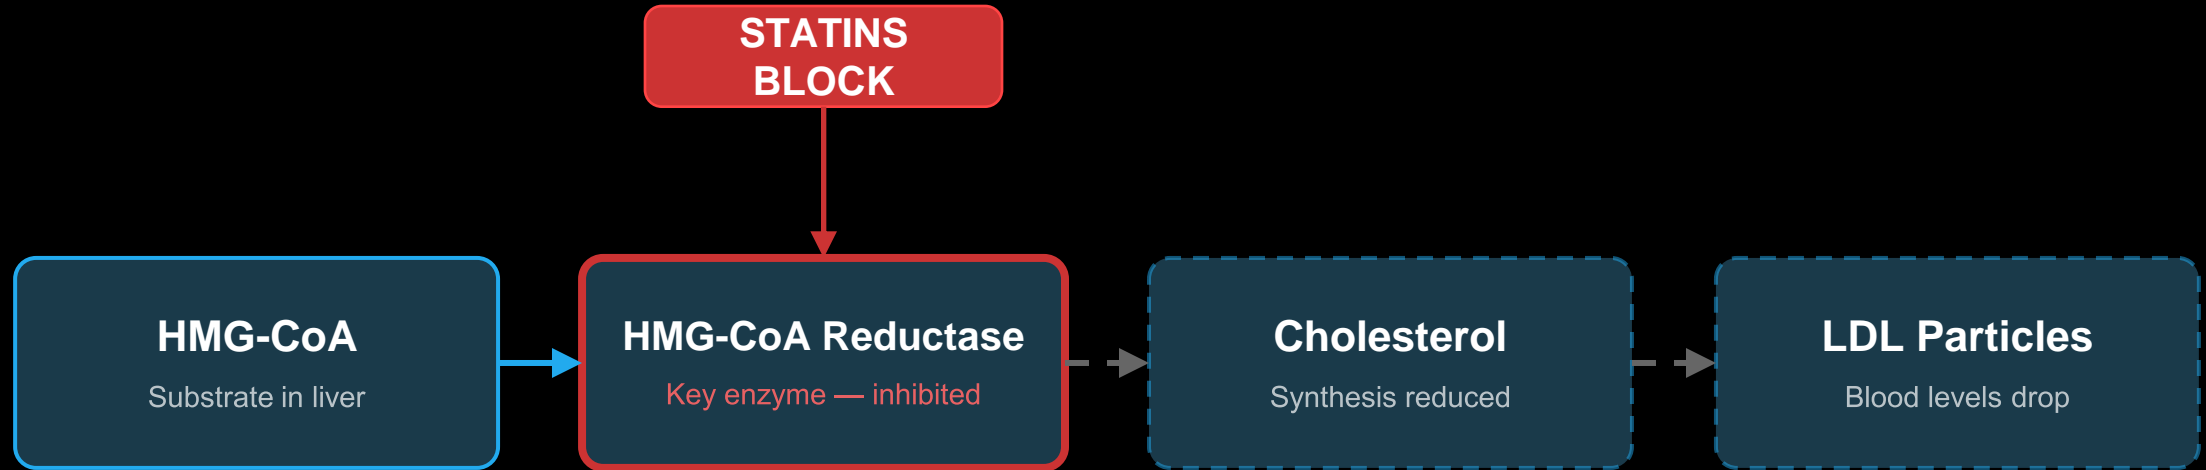 STATINS
BLOCK
HMG-CoA
Substrate in liver
HMG-CoA Reductase
Key enzyme — inhibited
Cholesterol
Synthesis reduced
LDL Particles
Blood levels drop